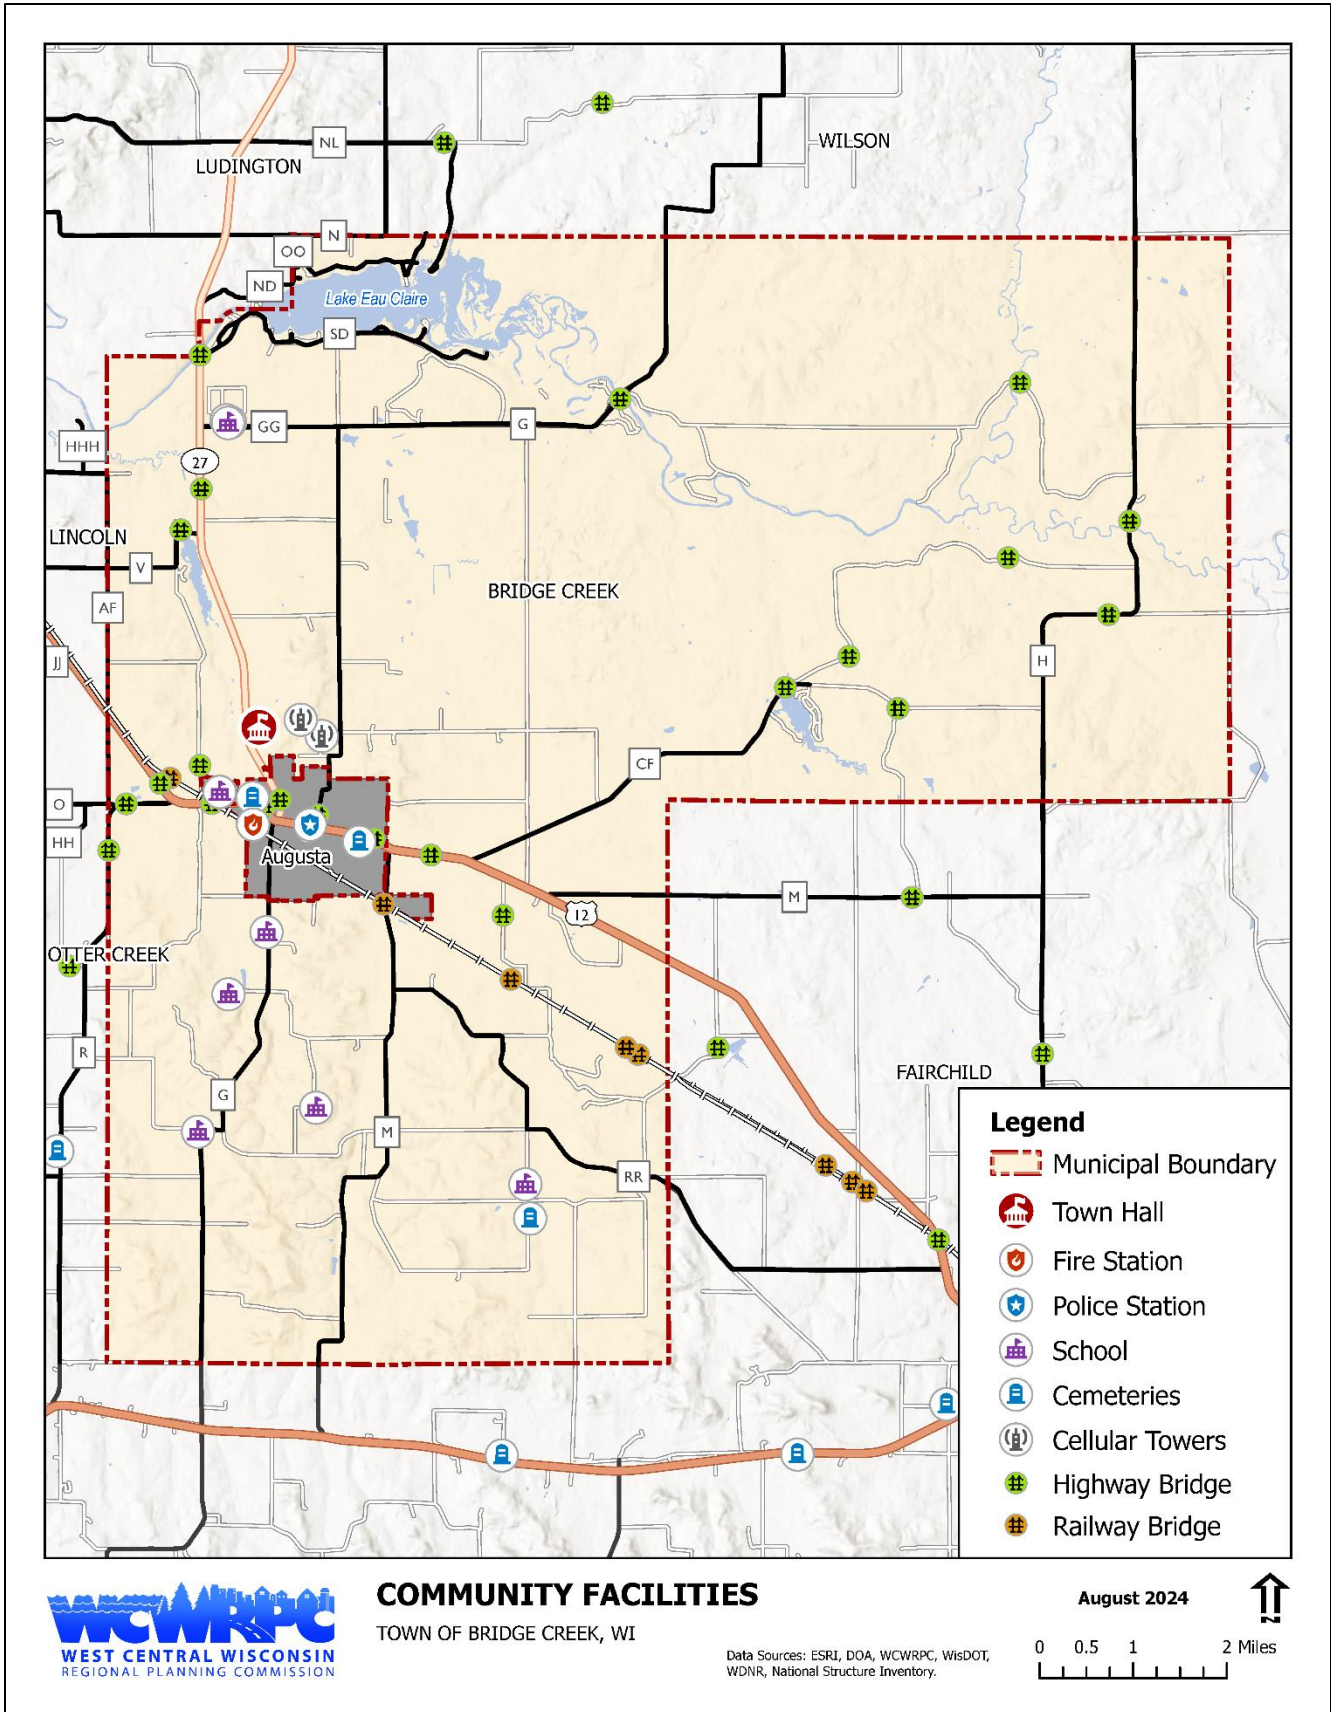 WILSON
NL
LUDINGTON
N
OO
ND
Lake Eau Claire
SD
GG
G
HHH
27
LINCOLN
V
BRIDGE CREEK
AF
JJ
H
CF
O
HH
Augusta
M
12
OTTER CREEK
R
FAIRCHILD
G
M
RR
Legend
Municipal Boundary
Town Hall
Fire Station
Police Station
School
Cemeteries
Cellular Towers
Highway Bridge
Railway Bridge
WCWRPC
WEST CENTRAL WISCONSIN
REGIONAL PLANNING COMMISSION
COMMUNITY FACILITIES
TOWN OF BRIDGE CREEK, WI
Data Sources: ESRI, DOA, WCWRPC, WisDOT,
WDNR, National Structure Inventory.
August 2024
N
0 0.5 1 2 Miles